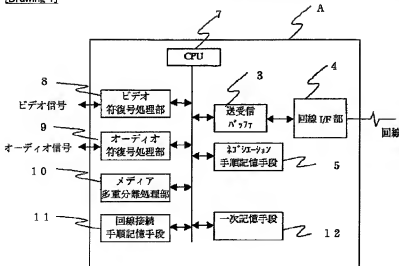 [Drawing 1]
7
A
CPU
8
3
4
ビデオ
符復号処理部
送受信
バッファ
回線 I/F 部
ビデオ信号
回線
9
オーディオ
符復号処理部
ネゴシエーション
手順記憶手段
オーディオ信号
5
10
メディア
多重分離処理部
11
回線接続
手順記憶手段
一次記憶手段
12